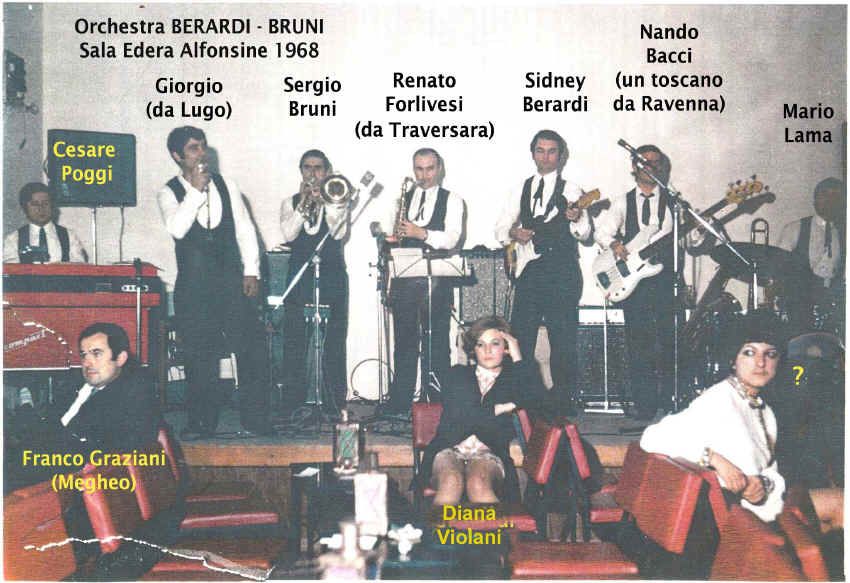 Orchestra BERARDI - BRUNI
Sala Edera Alfonsine 1968
Giorgio
(da Lugo)
Sergio
Bruni
Renato
Forlivesi
(da Traversara)
Sidney
Berardi
Nando
Bacci
(un toscano
da Ravenna)
Mario
Lama
Cesare
Poggi
compact
?
Franco Graziani
(Megheo)
Diana
Violani